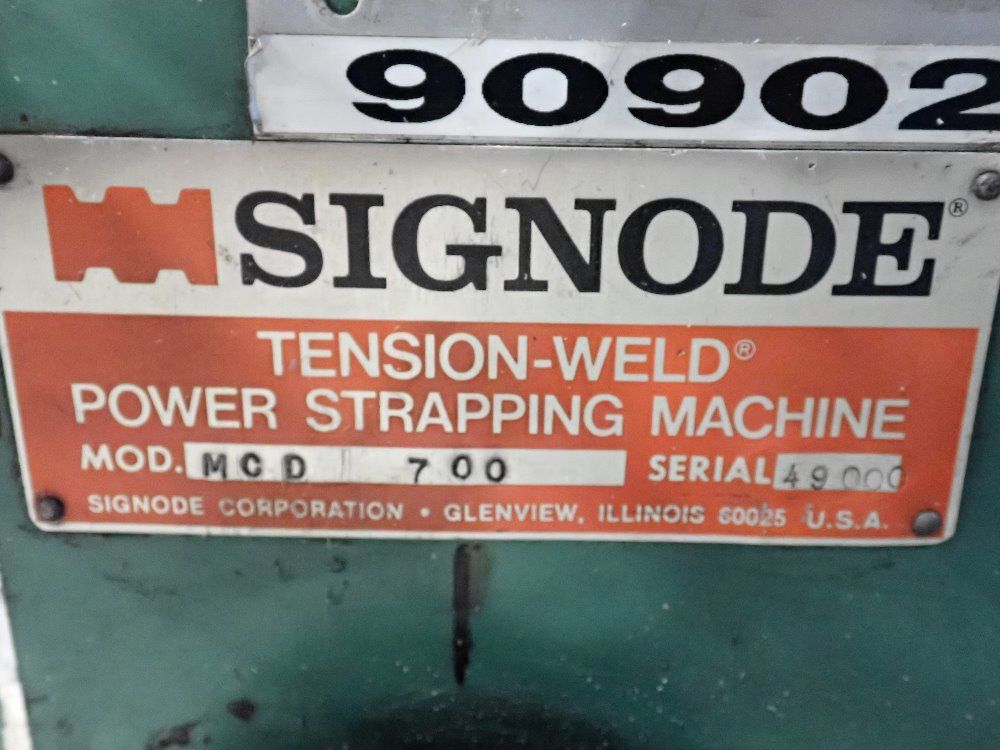 90902
SIGNODE®
TENSION-WELD®
POWER STRAPPING MACHINE
MOD. MCD 700 SERIAL 49000
SIGNODE CORPORATION • GLENVIEW, ILLINOIS 60025 U.S.A.